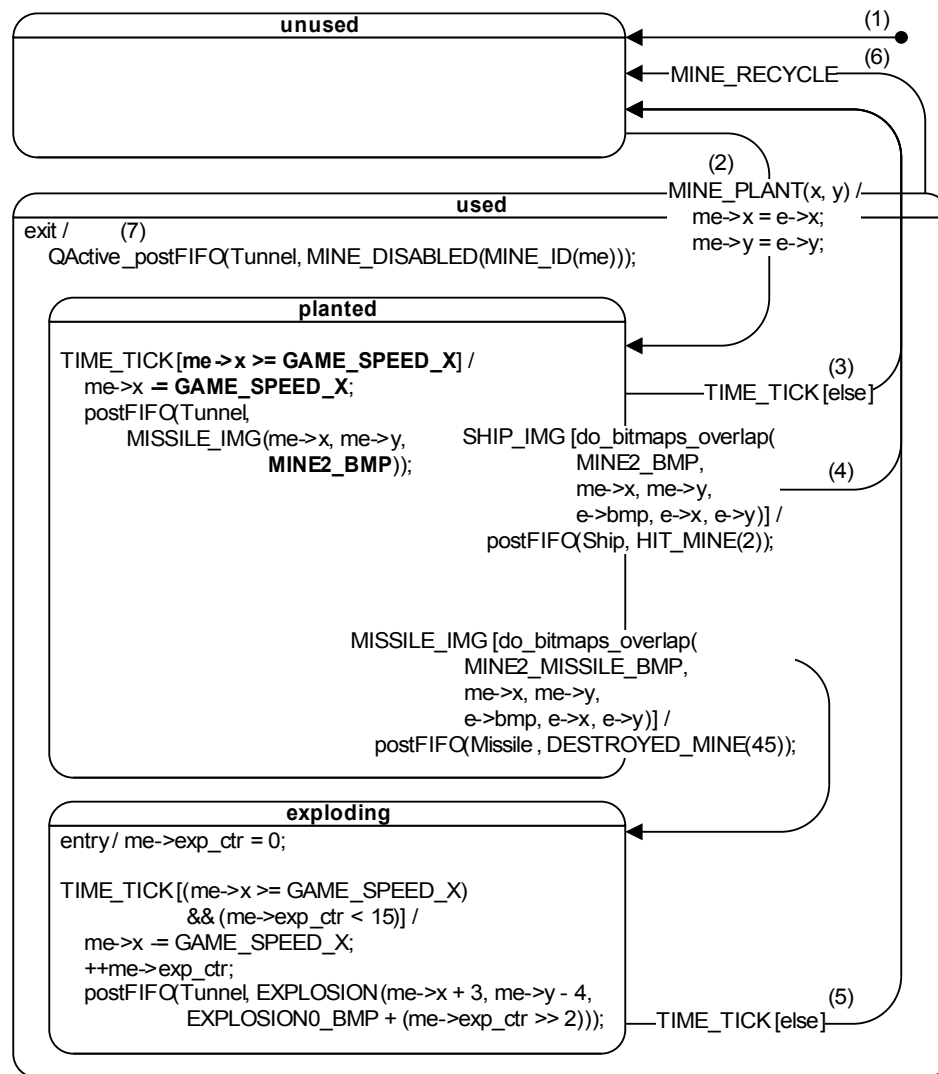 unused
(1)
(6)
MINE_RECYCLE
(2)
MINE_PLANT(x, y) /
me->x = e->x;
me->y = e->y;
used
exit / (7)
QActive_postFIFO(Tunnel, MINE_DISABLED(MINE_ID(me)));
planted
TIME_TICK[me->x >= GAME_SPEED_X] /
me->x -= GAME_SPEED_X;
postFIFO(Tunnel,
MISSILE_IMG(me->x, me->y,
MINE2_BMP));
(3)
TIME_TICK [else]
SHIP_IMG [do_bitmaps_overlap(
MINE2_BMP,
me->x, me->y,
e->bmp, e->x, e->y)] /
postFIFO(Ship, HIT_MINE(2));
(4)
MISSILE_IMG [do_bitmaps_overlap(
MINE2_MISSILE_BMP,
me->x, me->y,
e->bmp, e->x, e->y)] /
postFIFO(Missile , DESTROYED_MINE(45));
exploding
entry / me->exp_ctr = 0;
TIME_TICK[(me->x >= GAME_SPEED_X)
&& (me->exp_ctr < 15)] /
me->x -= GAME_SPEED_X;
++me->exp_ctr;
postFIFO(Tunnel, EXPLOSION(me->x + 3, me->y - 4,
EXPLOSION0_BMP + (me->exp_ctr >> 2)));
(5)
TIME_TICK [else]